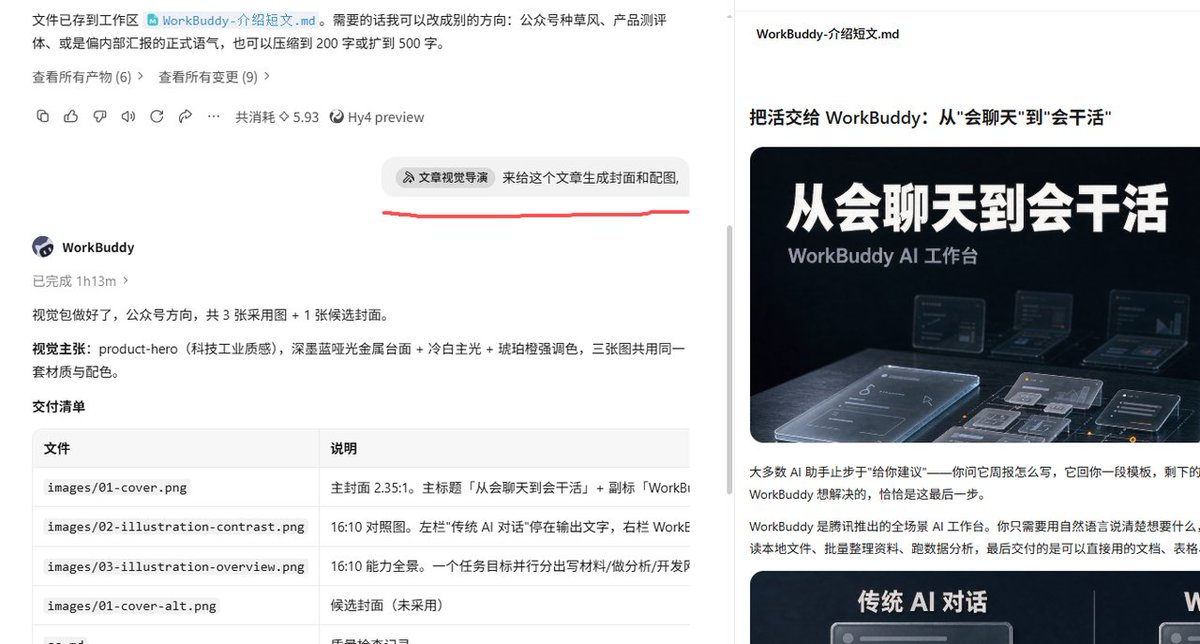 文件已存到工作区 WorkBuddy-介绍短文.md 。需要的话我可以改成别的方向：公众号种草风、产品测评
体、或是偏内部汇报的正式语气，也可以压缩到 200 字或扩到 500 字。
查看所有产物 (6) > 查看所有变更 (9) >
共消耗 5.93 Hy4 preview
文章视觉导演 来给这个文章生成封面和配图,
WorkBuddy
已完成 1h13m >
视觉包做好了，公众号方向，共 3 张采用图 + 1 张候选封面。
视觉主张：product-hero（科技工业质感），深墨蓝哑光金属台面 + 冷白主光 + 琥珀橙强调色，三张图共用同一
套材质与配色。
交付清单
文件 说明
images/01-cover.png 主封面 2.35:1。主标题「从会聊天到会干活」+ 副标「WorkBu
images/02-illustration-contrast.png 16:10 对照图。左栏"传统 AI 对话"停在输出文字，右栏 WorkB
images/03-illustration-overview.png 16:10 能力全景。一个任务目标并行分出写材料/做分析/开发网
images/01-cover-alt.png 候选封面（未采用）
质量检查记录
WorkBuddy-介绍短文.md
把活交给 WorkBuddy：从"会聊天"到"会干活"
从会聊天到会干活
WorkBuddy AI 工作台
大多数 AI 助手止步于"给你建议"——你问它周报怎么写，它回你一段模板，剩下的
WorkBuddy 想解决的，恰恰是这最后一步。
WorkBuddy 是腾讯推出的全场景 AI 工作台。你只需要用自然语言说清楚想要什么，
读本地文件、批量整理资料、跑数据分析，最后交付的是可以直接用的文档、表格、
传统 AI 对话
W